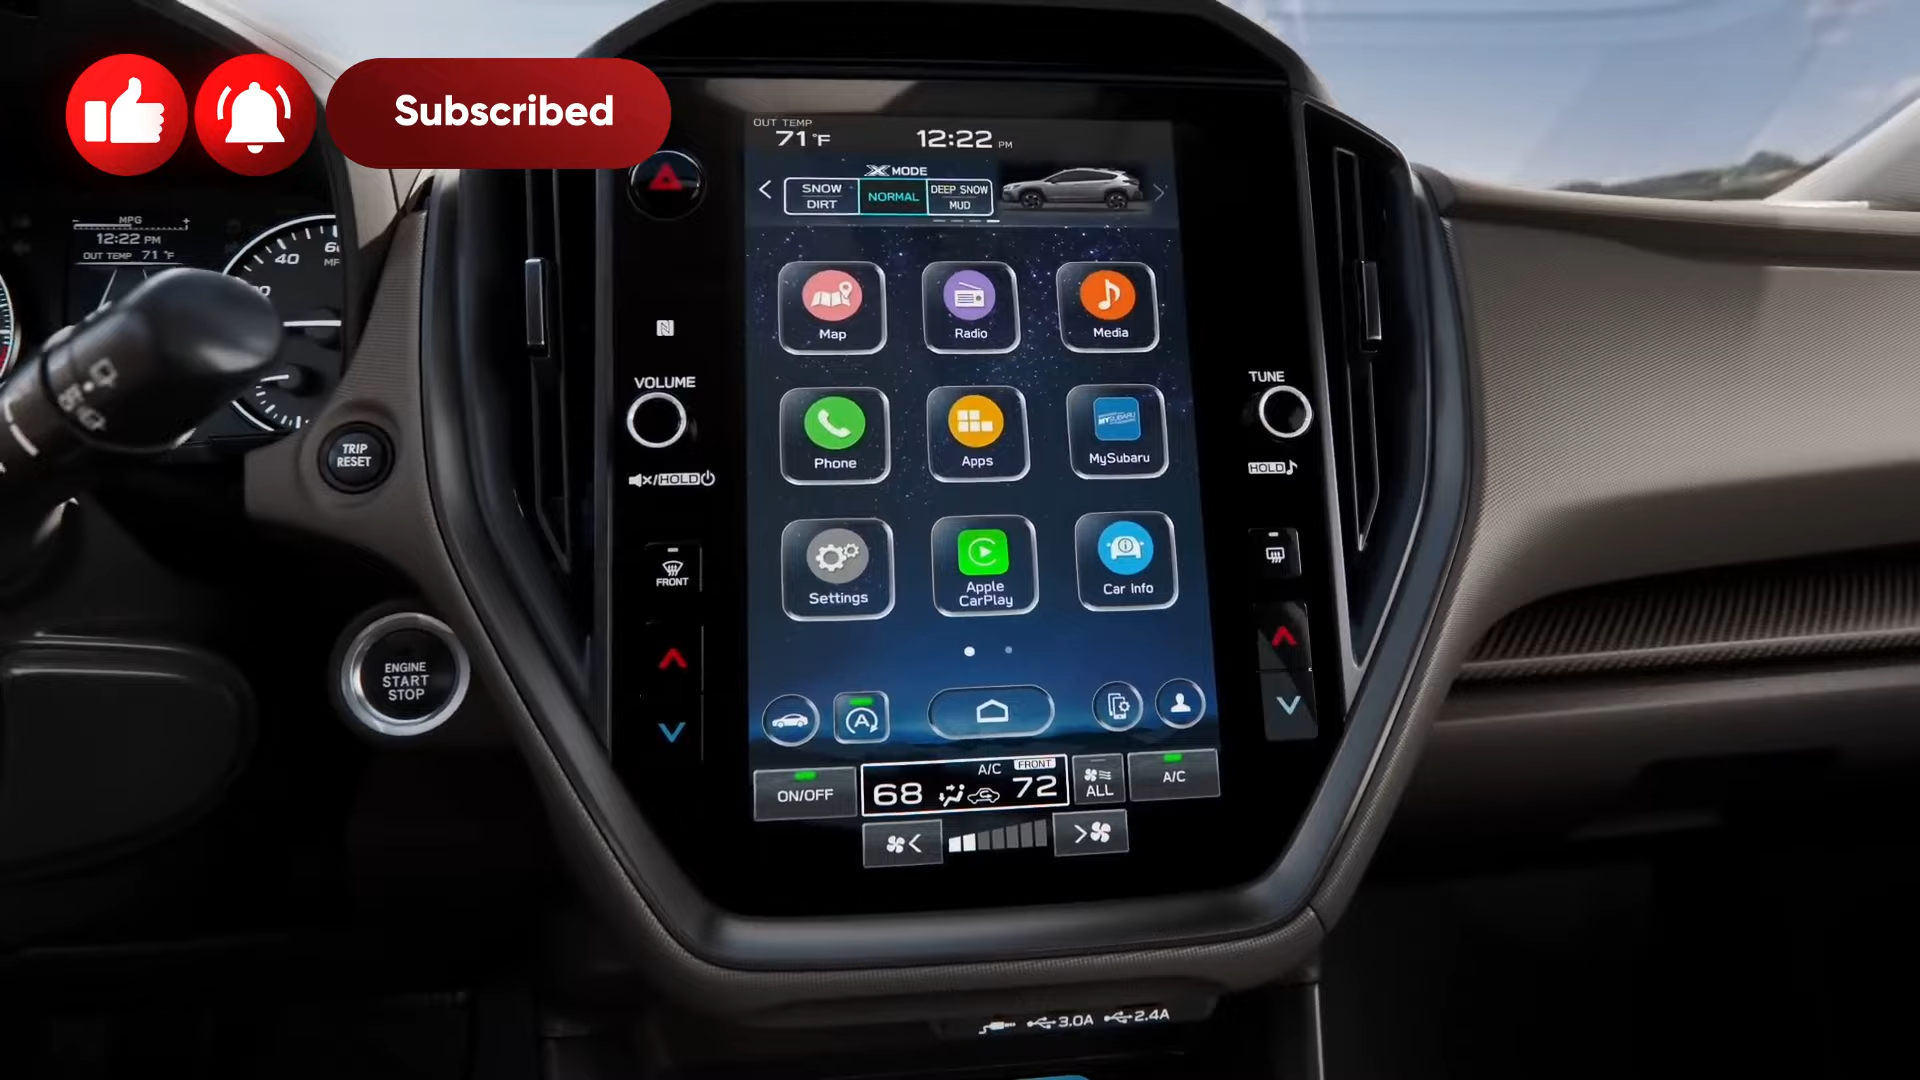 Subscribed
OUT TEMP
71°F
12:22 PM
X MODE
SNOW
DIRT
NORMAL
DEEP SNOW
MUD
MPG
- +
12:22 PM
OUT TEMP 71 °F
40
Map
Radio
Media
VOLUME
TUNE
TRIP
RESET
Phone
Apps
MYSUBARU
MySubaru
HOLD
HOLD
FRONT
Settings
Apple
CarPlay
Car Info
ENGINE
START
STOP
A
ON/OFF
A/C
FRONT
68
72
ALL
A/C
3.0A
2.4A